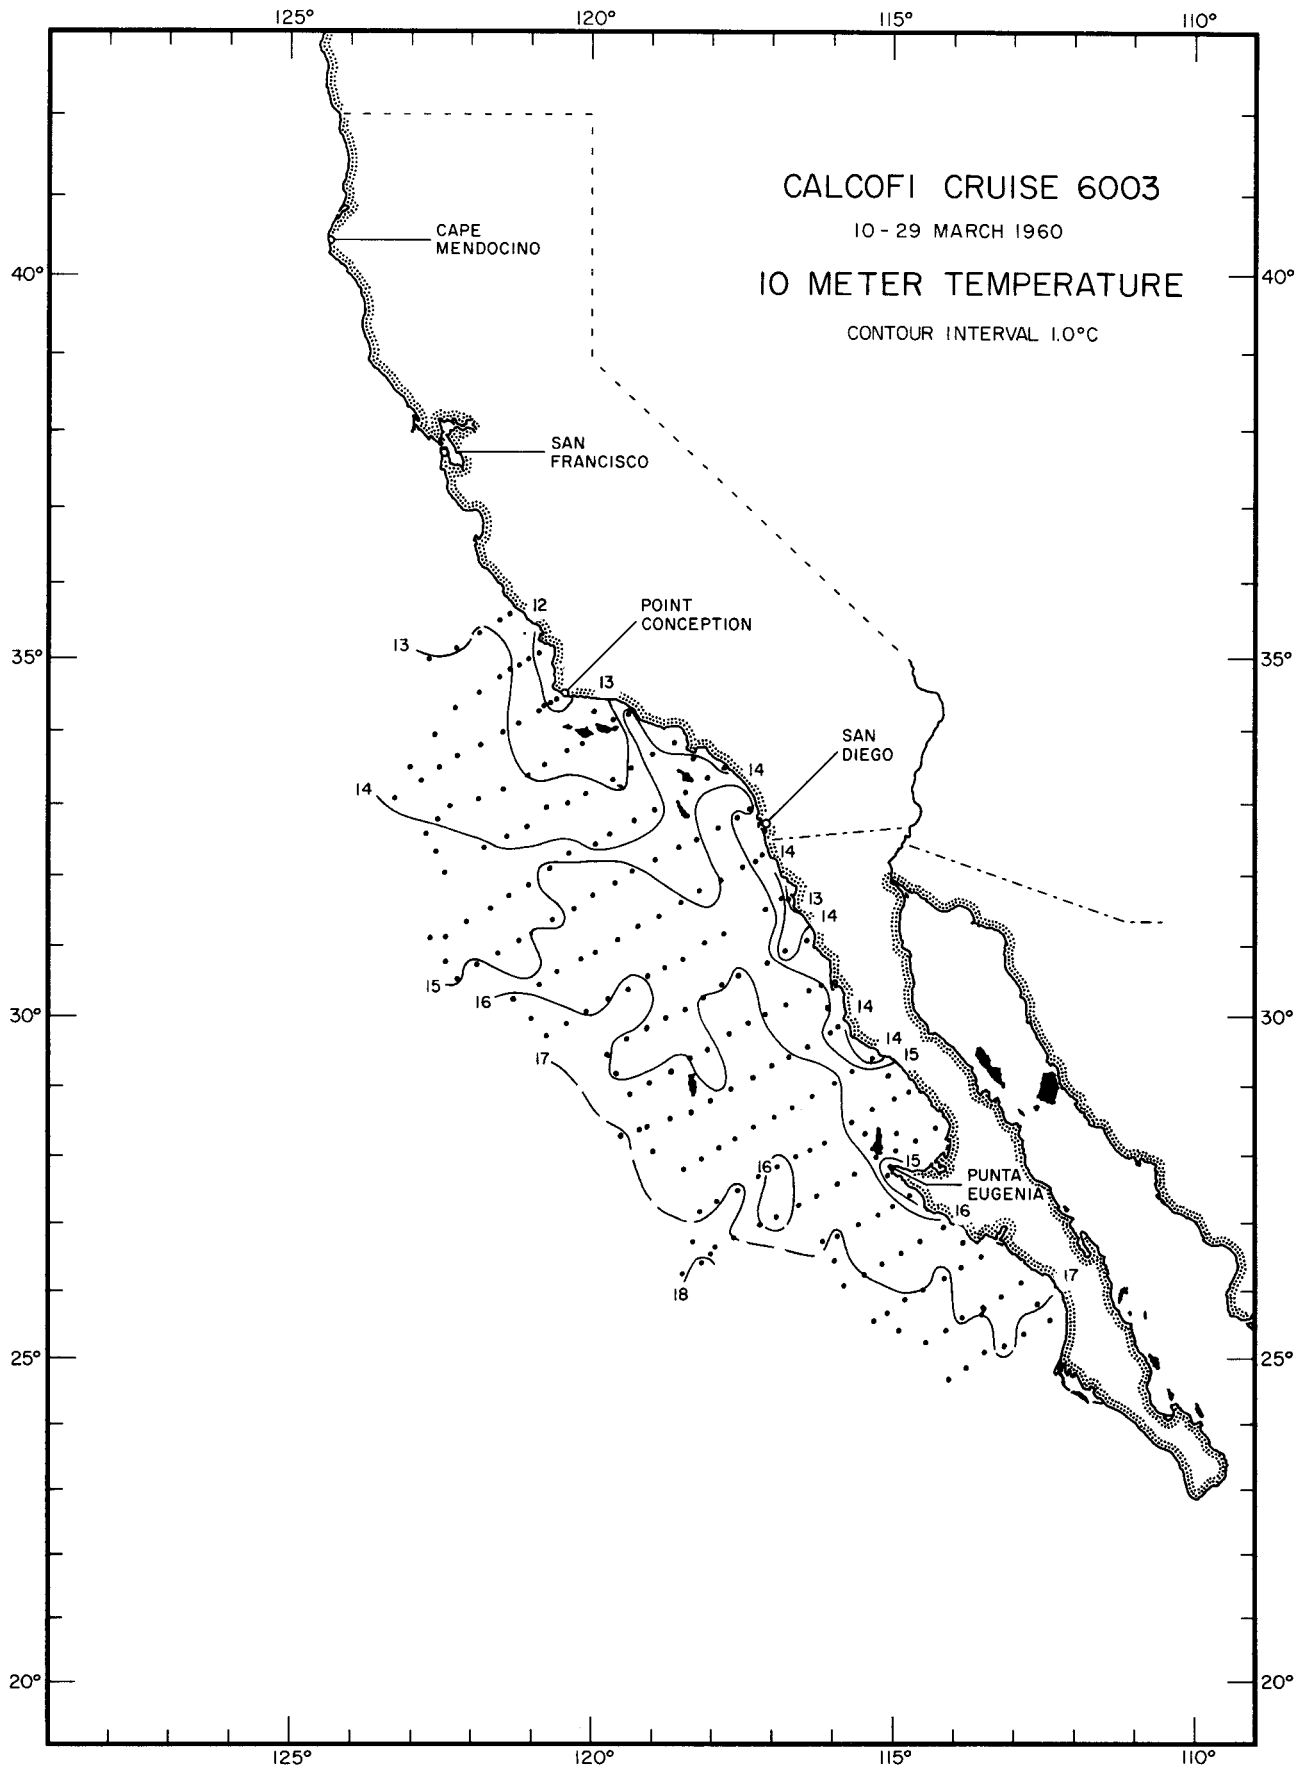 125° 120° 115° 110°
CALCOFI CRUISE 6003
10-29 MARCH 1960
10 METER TEMPERATURE
CONTOUR INTERVAL 1.0°C
CAPE
MENDOCINO
40° 40°
SAN
FRANCISCO
12
POINT
CONCEPTION
13
35° 35°
13
SAN
DIEGO
14
14
14
13
14
15
16
14
30° 30°
14
15
17
15
16
PUNTA
EUGENIA
16
17
18
25° 25°
20° 20°
125° 120° 115° 110°